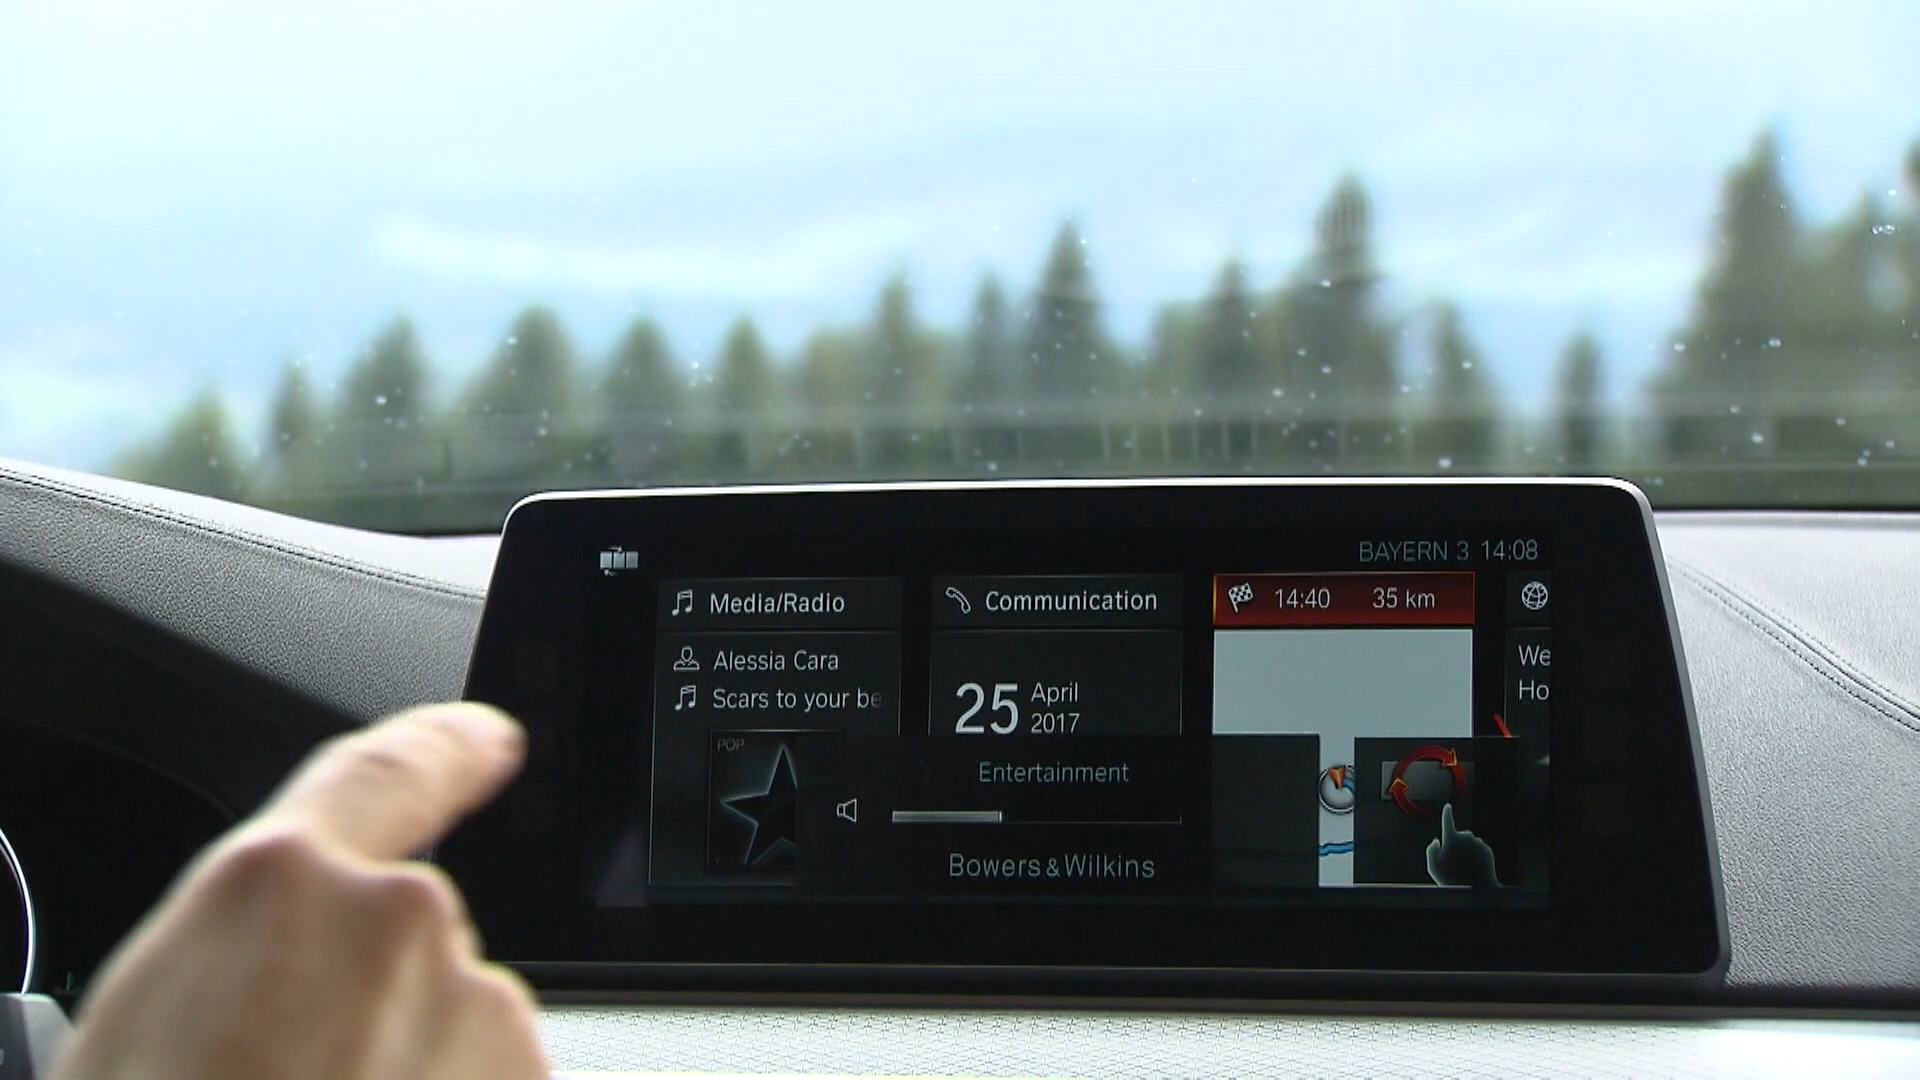 BAYERN 3 14:08
Media/Radio
Communication
14:40 35 km
Alessia Cara
Scars to your be
25 April
2017
We
Ho
POP
Entertainment
Bowers & Wilkins